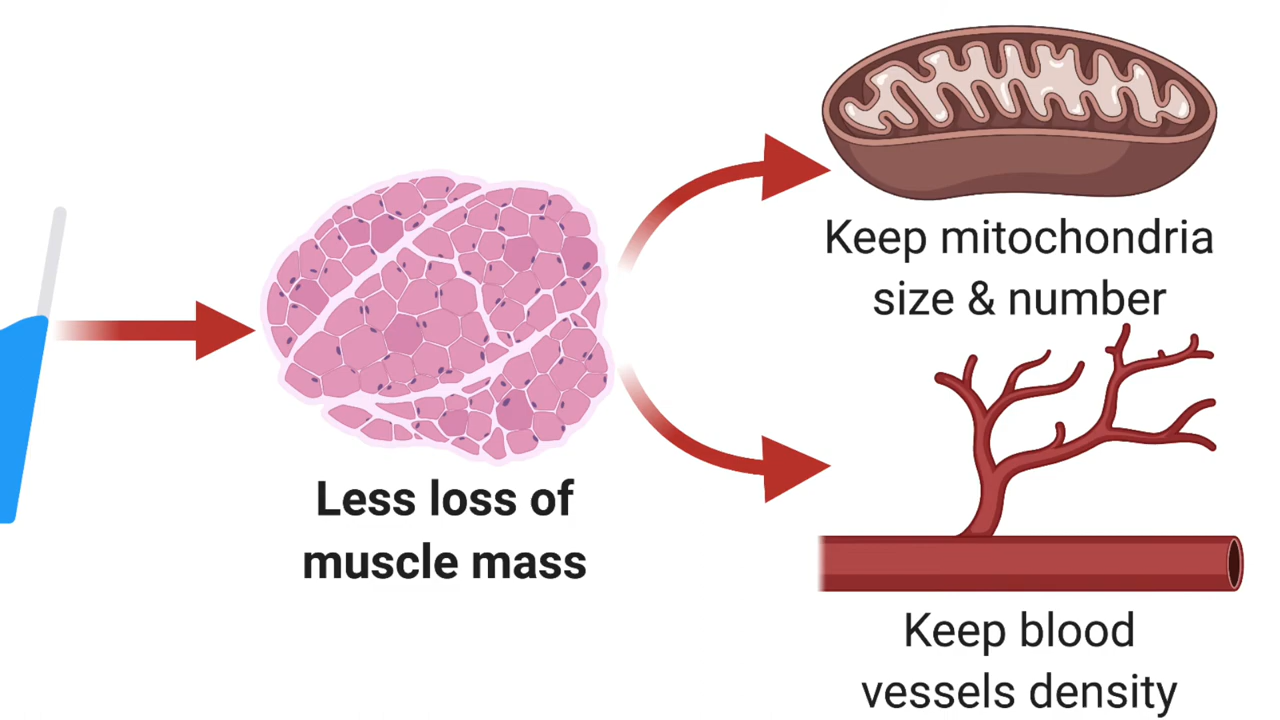 Keep mitochondria
size & number
Less loss of
muscle mass
Keep blood
vessels density